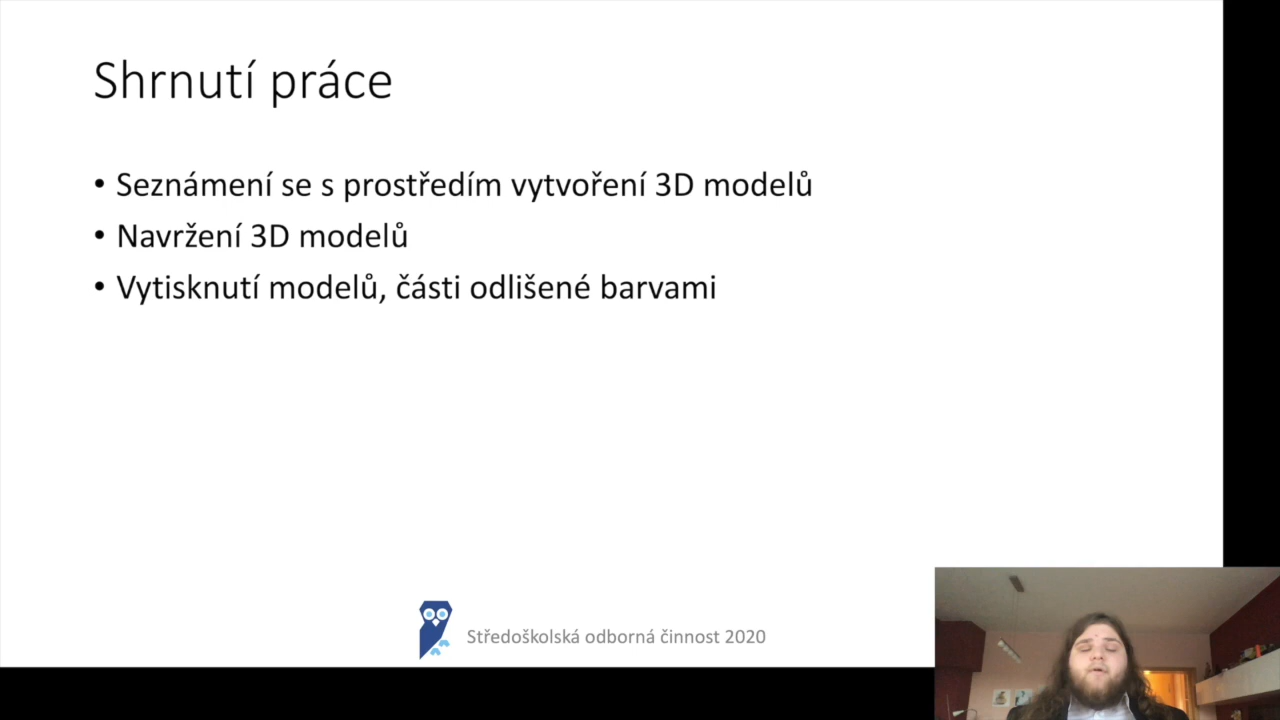 Shrnutí práce
• Seznámení se s prostředím vytvoření 3D modelů
• Navržení 3D modelů
• Vytisknutí modelů, části odlišené barvami
Středoškolská odborná činnost 2020